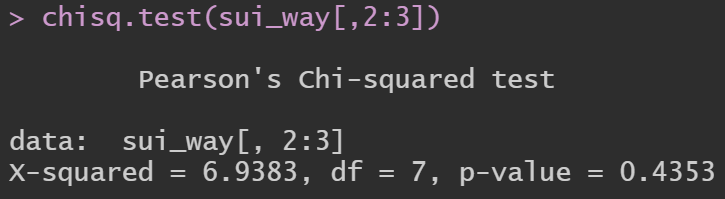 > chisq.test(sui_way[,2:3])
Pearson's Chi-squared test
data:  sui_way[, 2:3]
X-squared = 6.9383, df = 7, p-value = 0.4353